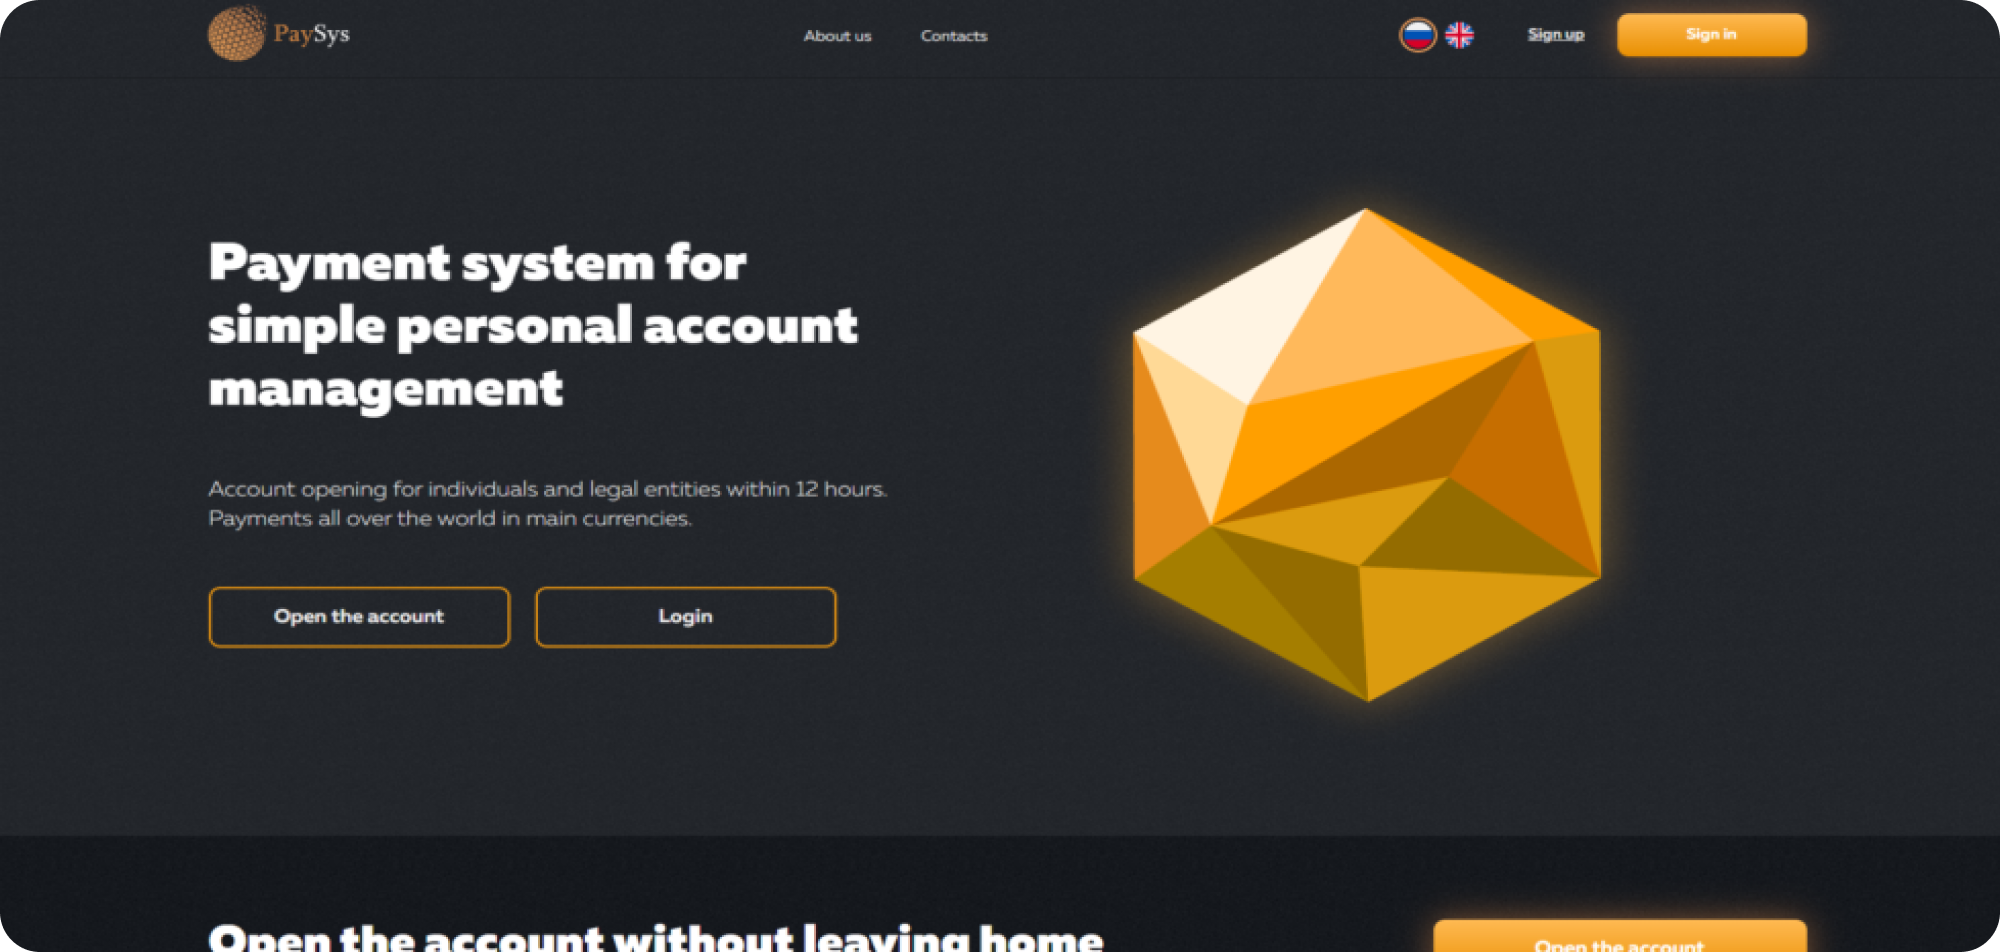 PaySys
About us
Contacts
Sign up
Sign in
Payment system for
simple personal account
management
Account opening for individuals and legal entities within 12 hours.
Payments all over the world in main currencies.
Open the account
Login
Open the account without leaving home
Open the account